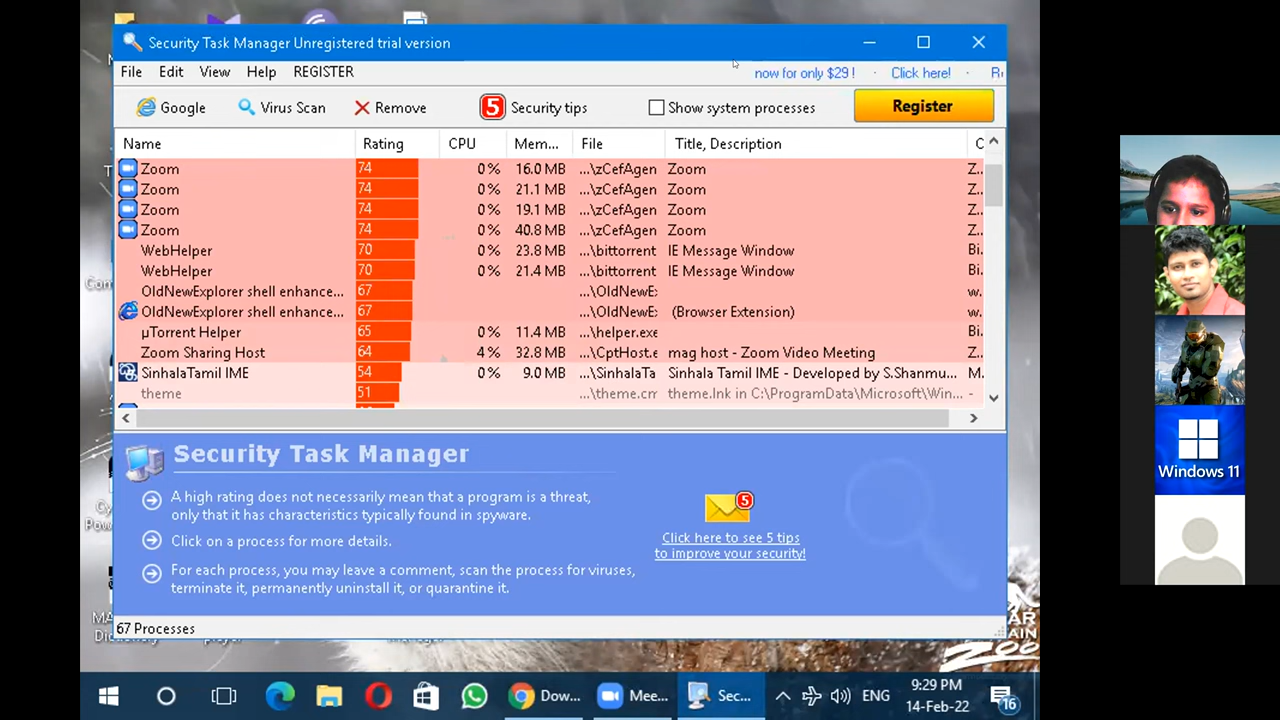 Security Task Manager Unregistered trial version
File Edit View Help REGISTER now for only $29 ! · Click here! ·
Google Virus Scan Remove 5 Security tips Show system processes Register
Name Rating CPU Mem... File Title, Description C
Zoom 74 0 % 16.0 MB ...\zCefAgen Zoom Z..
Zoom 74 0 % 21.1 MB ...\zCefAgen Zoom Z..
Zoom 74 0 % 19.1 MB ...\zCefAgen Zoom Z..
Zoom 74 0 % 40.8 MB ...\zCefAgen Zoom Z..
WebHelper 70 0 % 23.8 MB ...\bittorrent IE Message Window Bi.
WebHelper 70 0 % 21.4 MB ...\bittorrent IE Message Window Bi.
OldNewExplorer shell enhance... 67 ...\OldNewE: w.
OldNewExplorer shell enhance... 67 ...\OldNewE: (Browser Extension) w.
µTorrent Helper 65 0 % 11.4 MB ...\helper.exe Bi.
Zoom Sharing Host 64 4 % 32.8 MB ...\CptHost.e mag host - Zoom Video Meeting Z..
SinhalaTamil IME 54 0 % 9.0 MB ...\SinhalaTa Sinhala Tamil IME - Developed by S.Shanmu... M.
theme 51 ...\theme.cm theme.lnk in C:\ProgramData\Microsoft\Win... -
Security Task Manager
A high rating does not necessarily mean that a program is a threat,
only that it has characteristics typically found in spyware.
Click on a process for more details.
For each process, you may leave a comment, scan the process for viruses,
terminate it, permanently uninstall it, or quarantine it.
5
Click here to see 5 tips
to improve your security!
67 Processes
Dow... Mee... Sec... ENG 9:29 PM
14-Feb-22 16
Windows 11